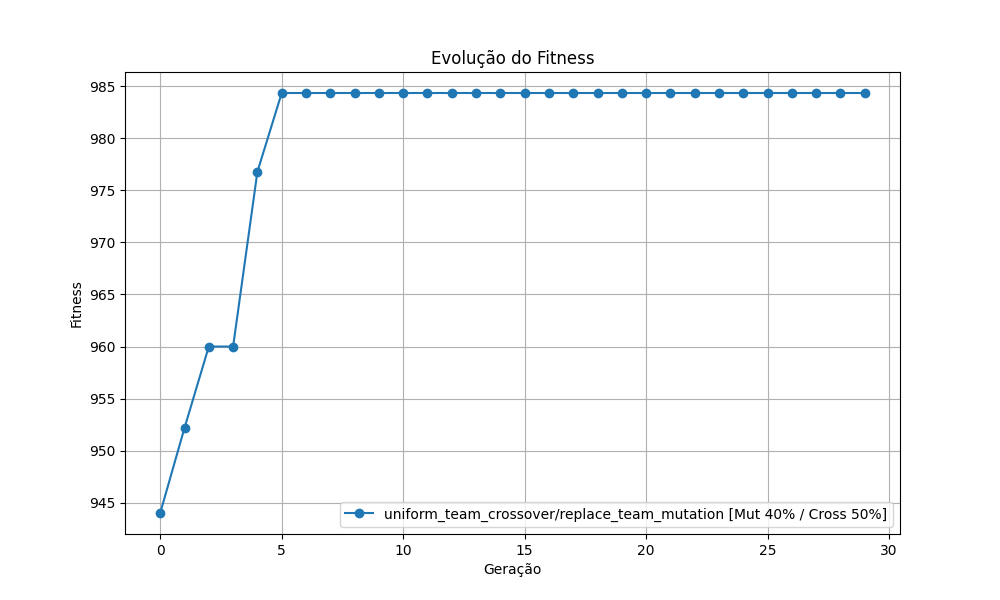 Evolução do Fitness
Fitness
985
980
975
970
965
960
955
950
945
uniform_team_crossover/replace_team_mutation [Mut 40% / Cross 50%]
0 5 10 15 20 25 30
Geração